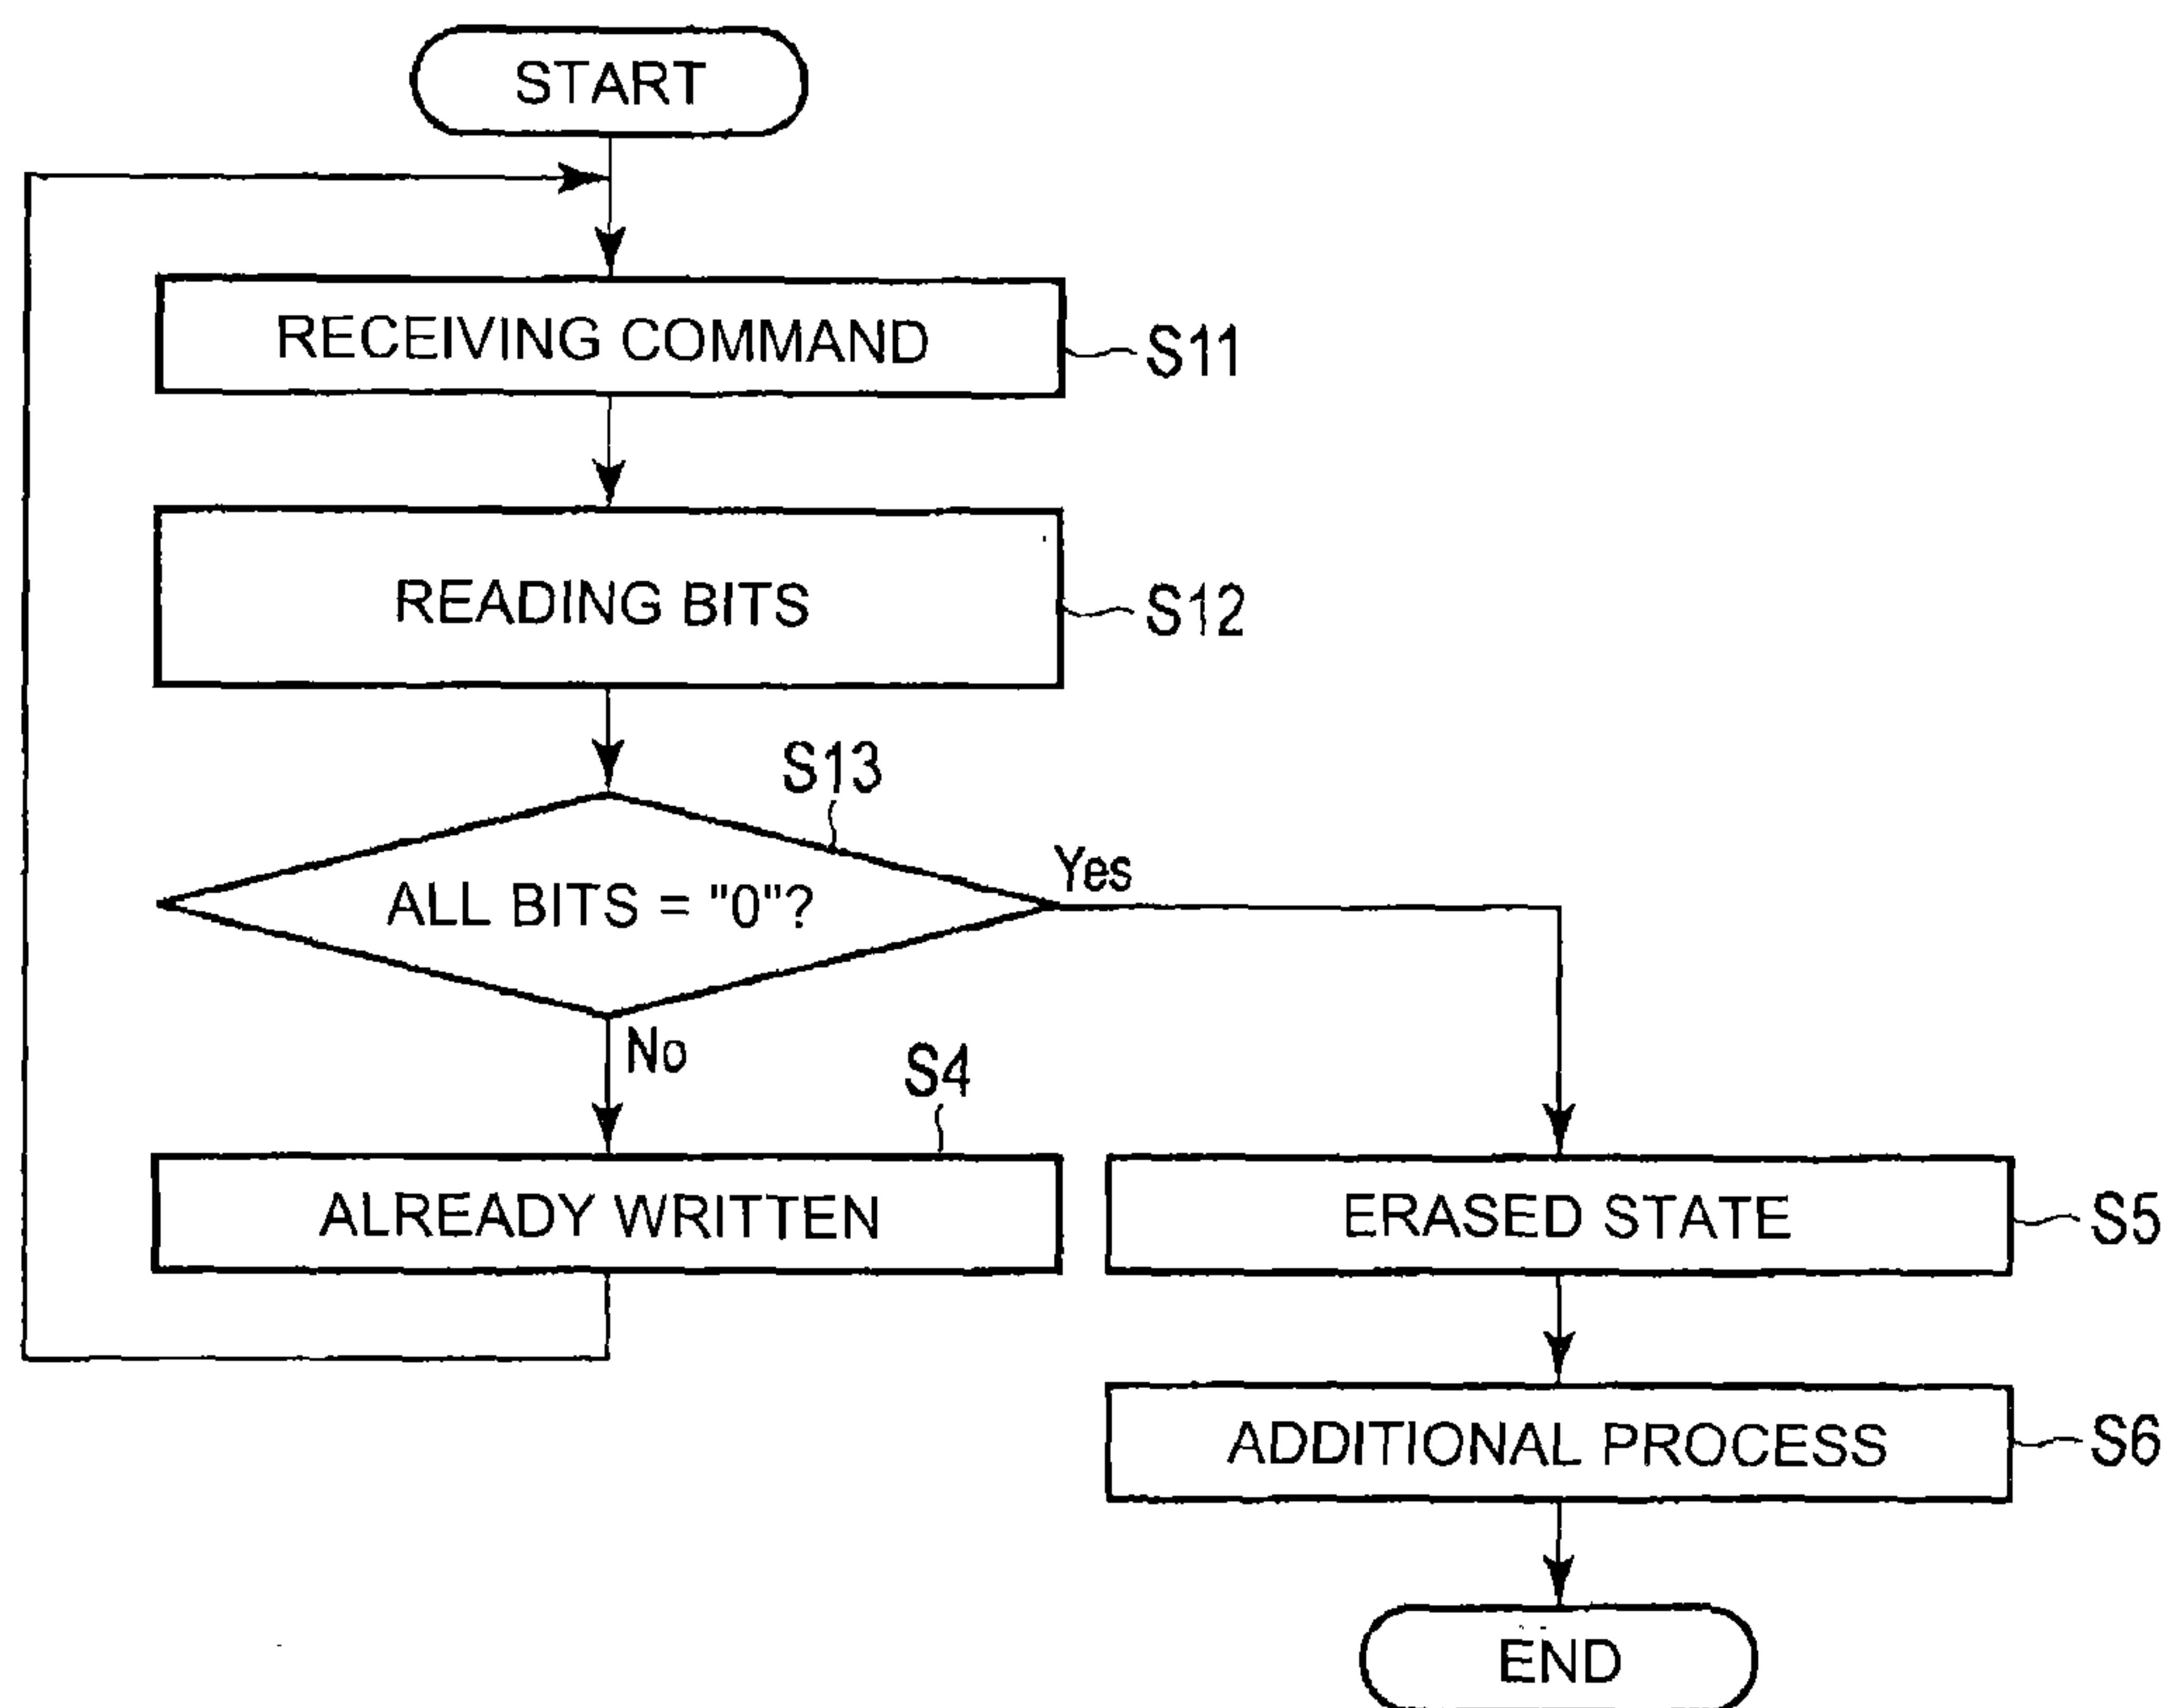 START
RECEIVING COMMAND
S11
READING BITS
S12
S13
ALL BITS = "0"?
Yes
No
S4
ALREADY WRITTEN
ERASED STATE
S5
ADDITIONAL PROCESS
S6
END